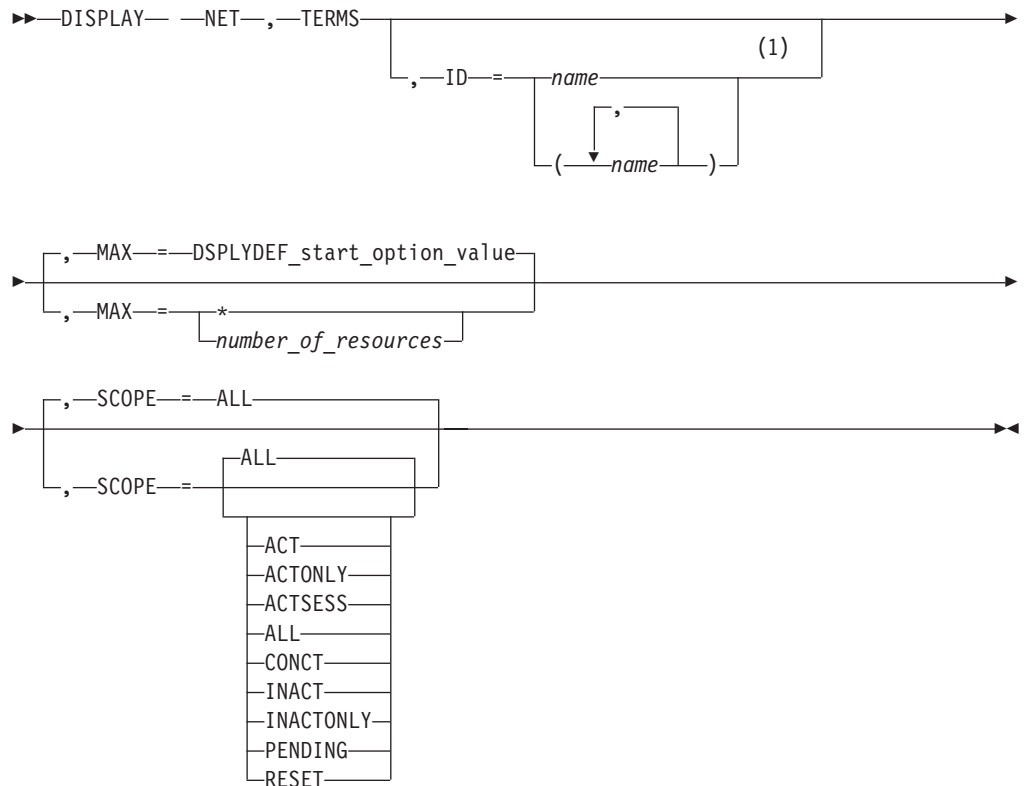 DISPLAY NET , TERMS
(1)
, ID = name
,
( name )
, MAX = DSPLYDEF_start_option_value
, MAX = *
number_of_resources
, SCOPE = ALL
ALL
, SCOPE =
ACT
ACTONLY
ACTSESS
ALL
CONCT
INACT
INACTONLY
PENDING
RESET